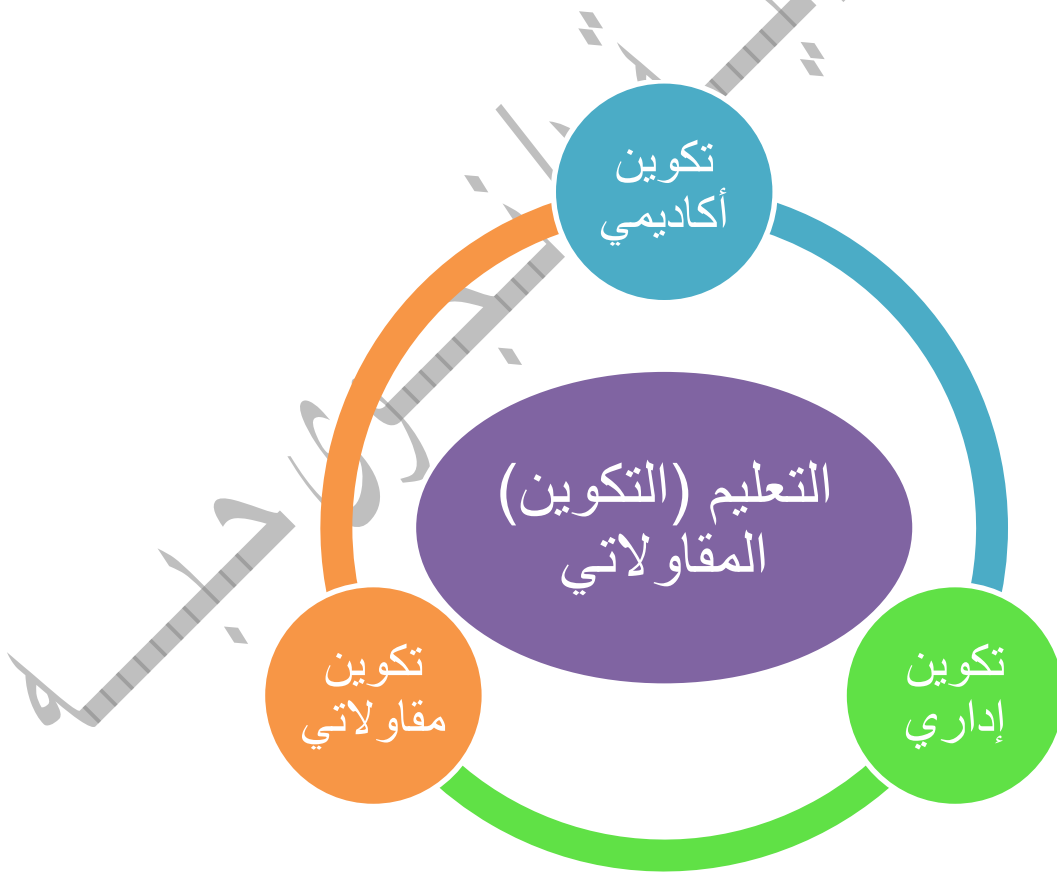 تكوين
أكاديمي
التعليم (التكوين)
المقاولاتي
تكوين
إداري
تكوين
مقاولاتي